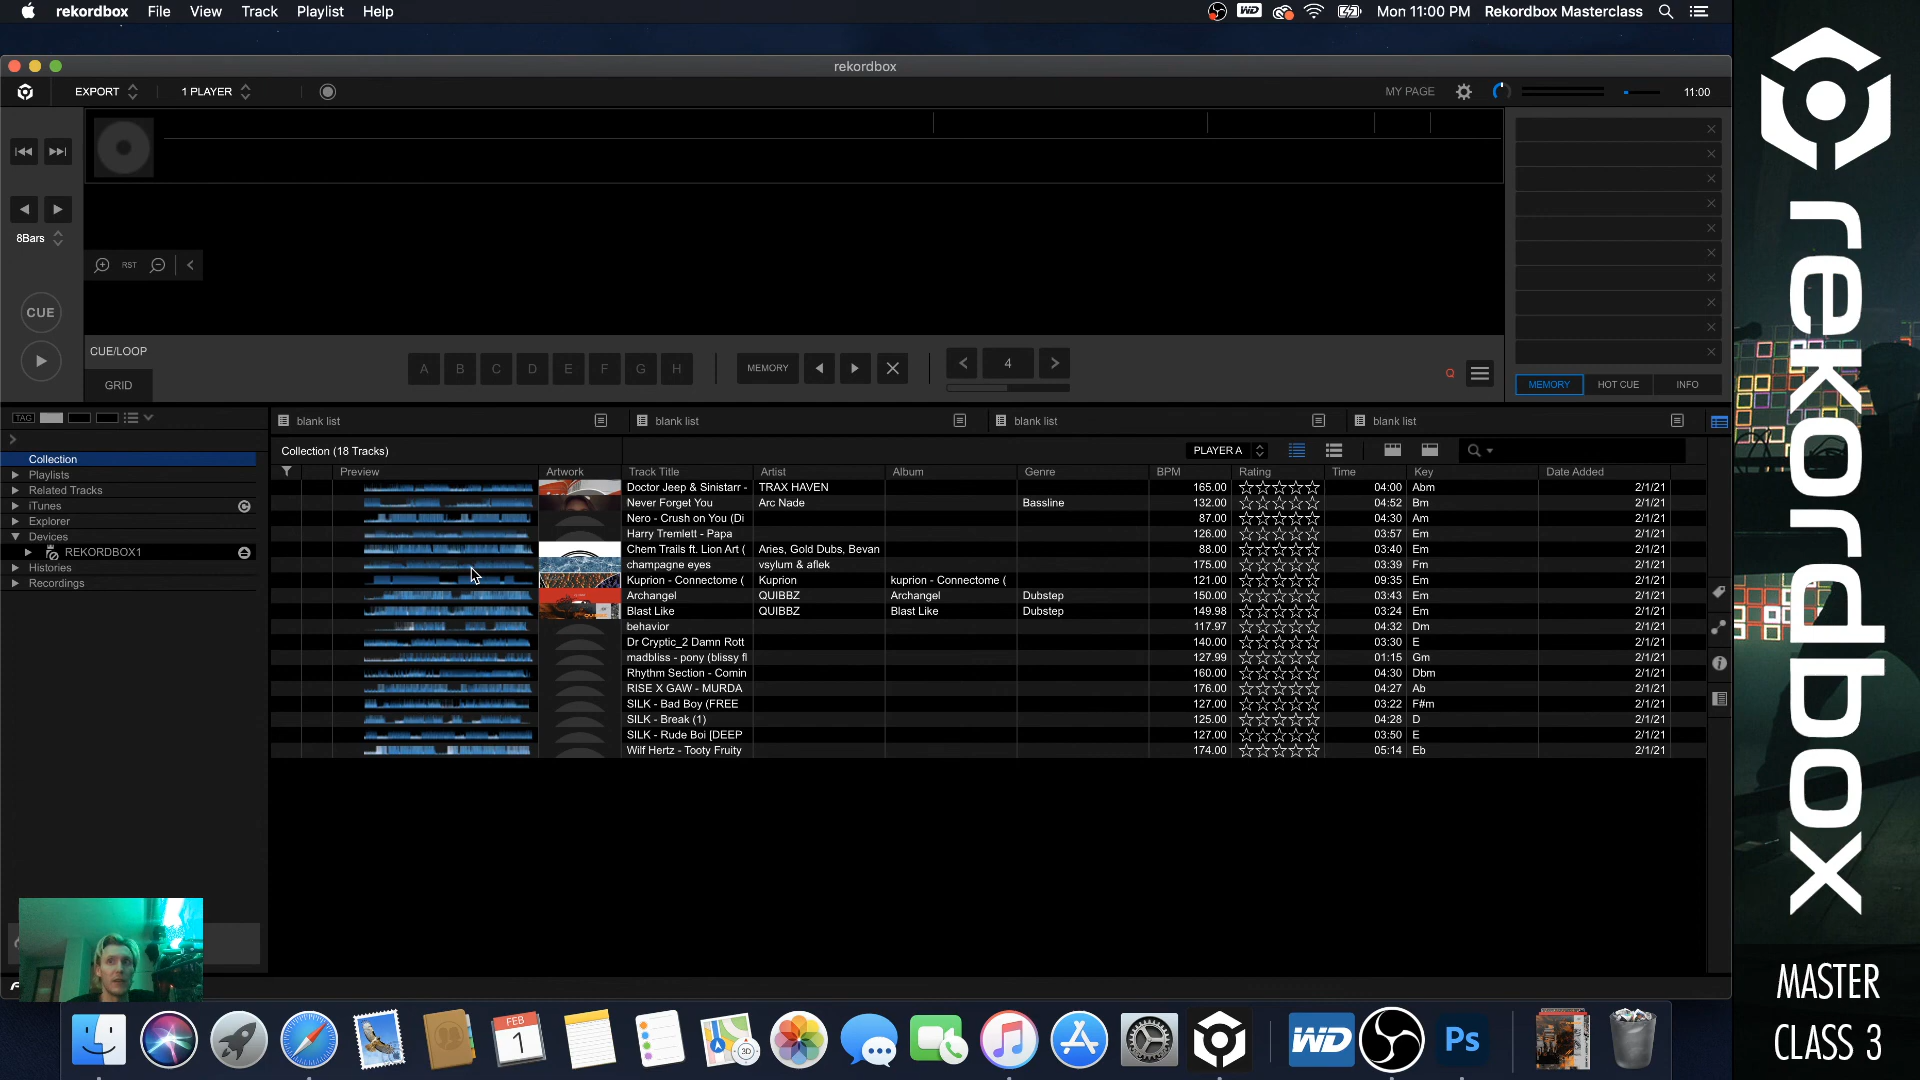 rekordbox File View Track Playlist Help
WD Mon 11:00 PM Rekordbox Masterclass
rekordbox
EXPORT 1 PLAYER MY PAGE 11:00
8Bars
RST
CUE
CUE/LOOP
GRID
A B C D E F G H MEMORY 4 Q
MEMORY HOT CUE INFO
TAG
blank list blank list blank list blank list
Collection
Playlists
Related Tracks
iTunes
Explorer
Devices
REKORDBOX1
Histories
Recordings
Collection (18 Tracks) PLAYER A
Preview Artwork Track Title Artist Album Genre BPM Rating Time Key Date Added
Doctor Jeep & Sinistarr - TRAX HAVEN 165.00 04:00 Abm 2/1/21
Never Forget You Arc Nade Bassline 132.00 04:52 Bm 2/1/21
Nero - Crush on You (Di 87.00 04:30 Am 2/1/21
Harry Tremlett - Papa 126.00 03:57 Em 2/1/21
Chem Trails ft. Lion Art ( Aries, Gold Dubs, Bevan 88.00 03:40 Em 2/1/21
champagne eyes vsylum & aflek 175.00 03:39 Fm 2/1/21
Kuprion - Connectome ( Kuprion kuprion - Connectome ( 121.00 09:35 Em 2/1/21
Archangel QUIBBZ Archangel Dubstep 150.00 03:43 Em 2/1/21
Blast Like QUIBBZ Blast Like Dubstep 149.98 03:24 Em 2/1/21
behavior 117.97 04:32 Dm 2/1/21
Dr Cryptic_2 Damn Rott 140.00 03:30 E 2/1/21
madbliss - pony (blissy fl 127.99 01:15 Gm 2/1/21
Rhythm Section - Comin 160.00 04:30 Dbm 2/1/21
RISE X GAW - MURDA 176.00 04:27 Ab 2/1/21
SILK - Bad Boy (FREE 127.00 03:22 F#m 2/1/21
SILK - Break (1) 125.00 04:28 D 2/1/21
SILK - Rude Boi [DEEP 127.00 03:50 E 2/1/21
Wilf Hertz - Tooty Fruity 174.00 05:14 Eb 2/1/21
FEB
1
3D
WD
Ps
rekordbox
MASTER
CLASS 3